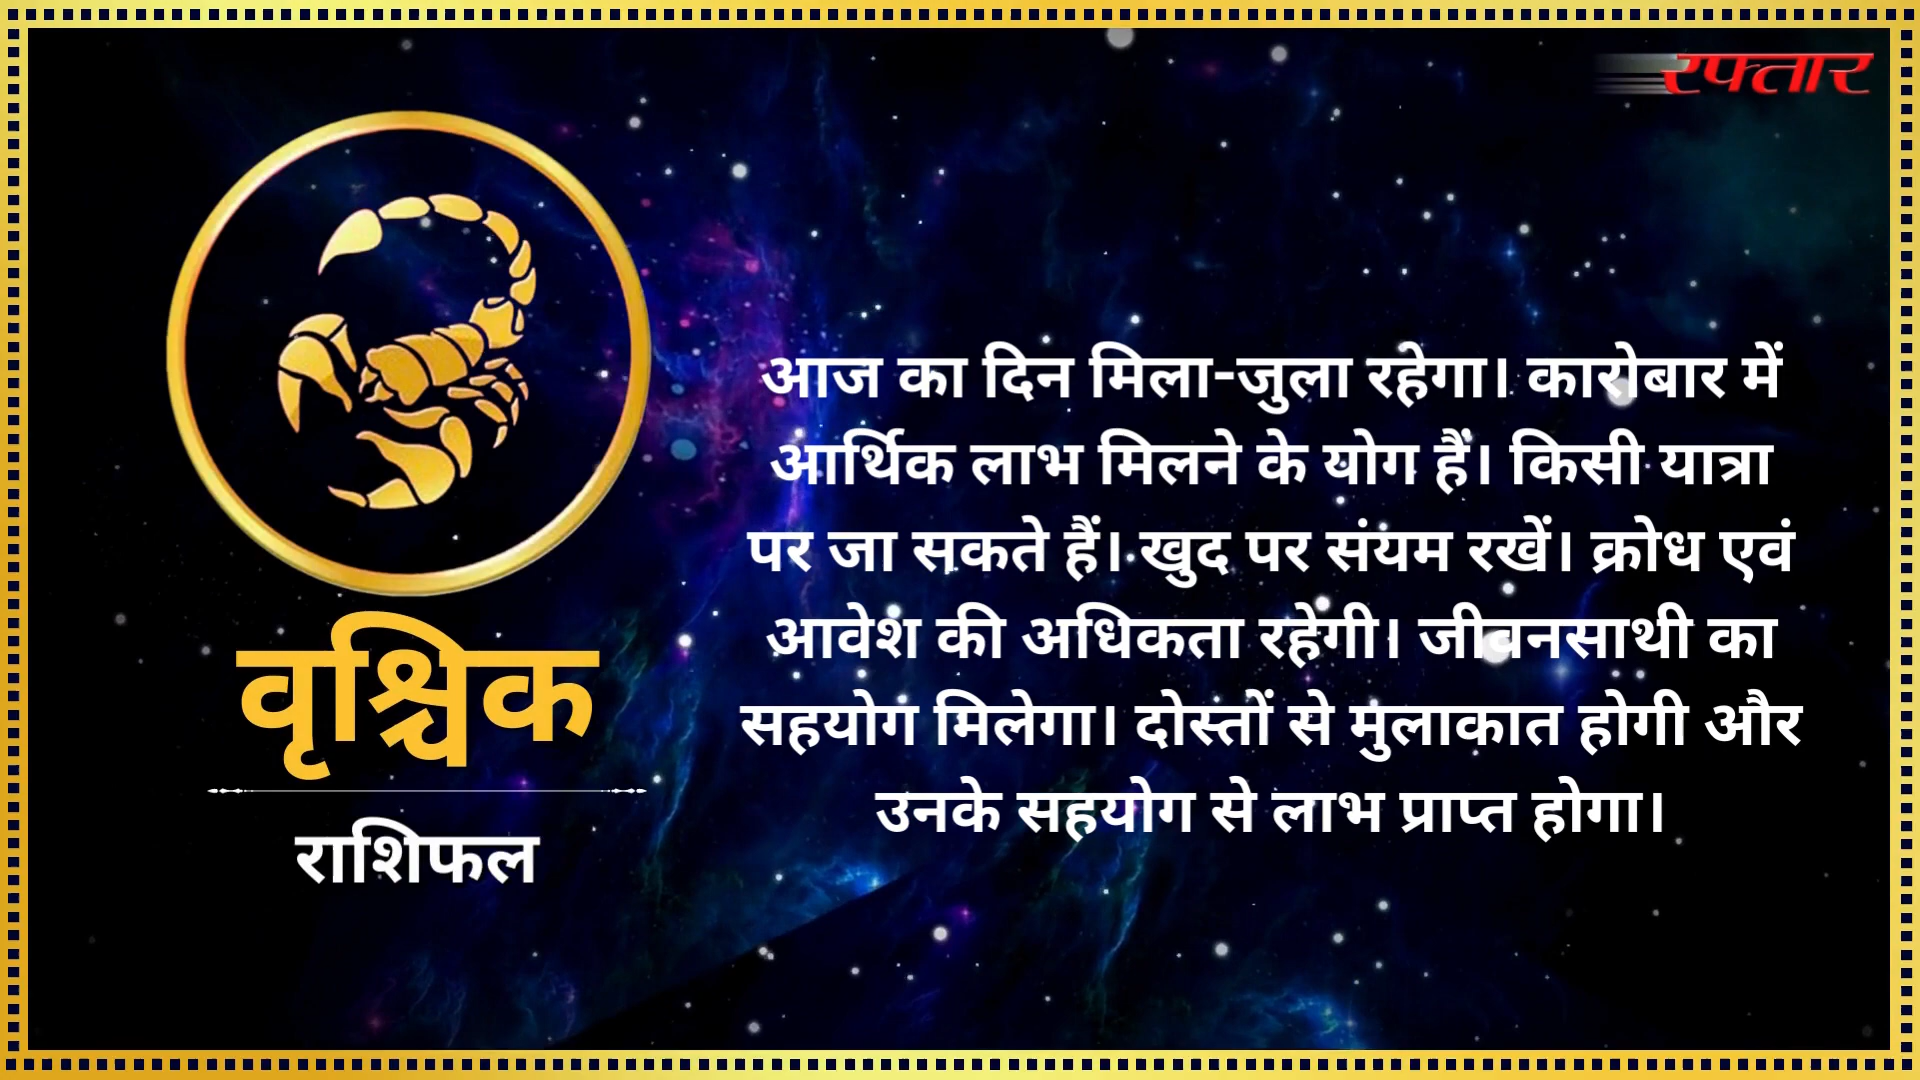 रफ्तार
वृश्चिक
राशिफल
आज का दिन मिला-जुला रहेगा। कारोबार में
आर्थिक लाभ मिलने के योग हैं। किसी यात्रा
पर जा सकते हैं। खुद पर संयम रखें। क्रोध एवं
आवेश की अधिकता रहेगी। जीवनसाथी का
सहयोग मिलेगा। दोस्तों से मुलाकात होगी और
उनके सहयोग से लाभ प्राप्त होगा।